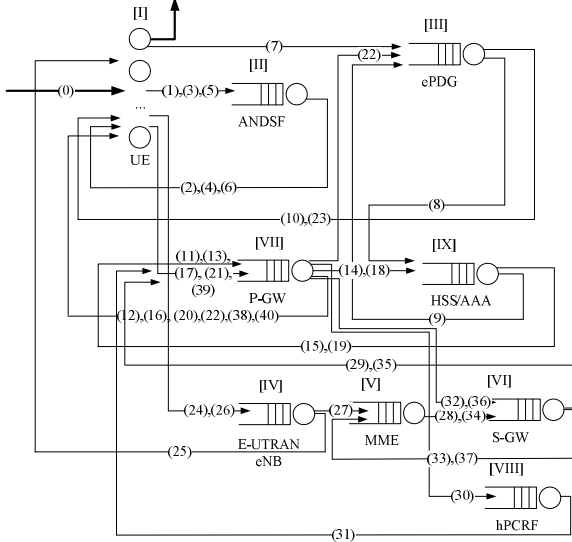 [I]
[III]
(7)
(22)
[II]
ePDG
(0)
(1),(3),(5)
...
ANDSF
UE
(2),(4),(6)
(8)
(10),(23)
[VII]
[IX]
(11),(13),
(17), (21),
(39)
(14),(18)
P-GW
HSS/AAA
(12),(16), (20),(22),(38),(40)
(9)
(15),(19)
(29),(35)
[IV]
[V]
[VI]
(24),(26)
(27)
(32),(36)
(28),(34)
E-UTRAN
eNB
MME
S-GW
(25)
(33),(37)
[VIII]
(30)
hPCRF
(31)